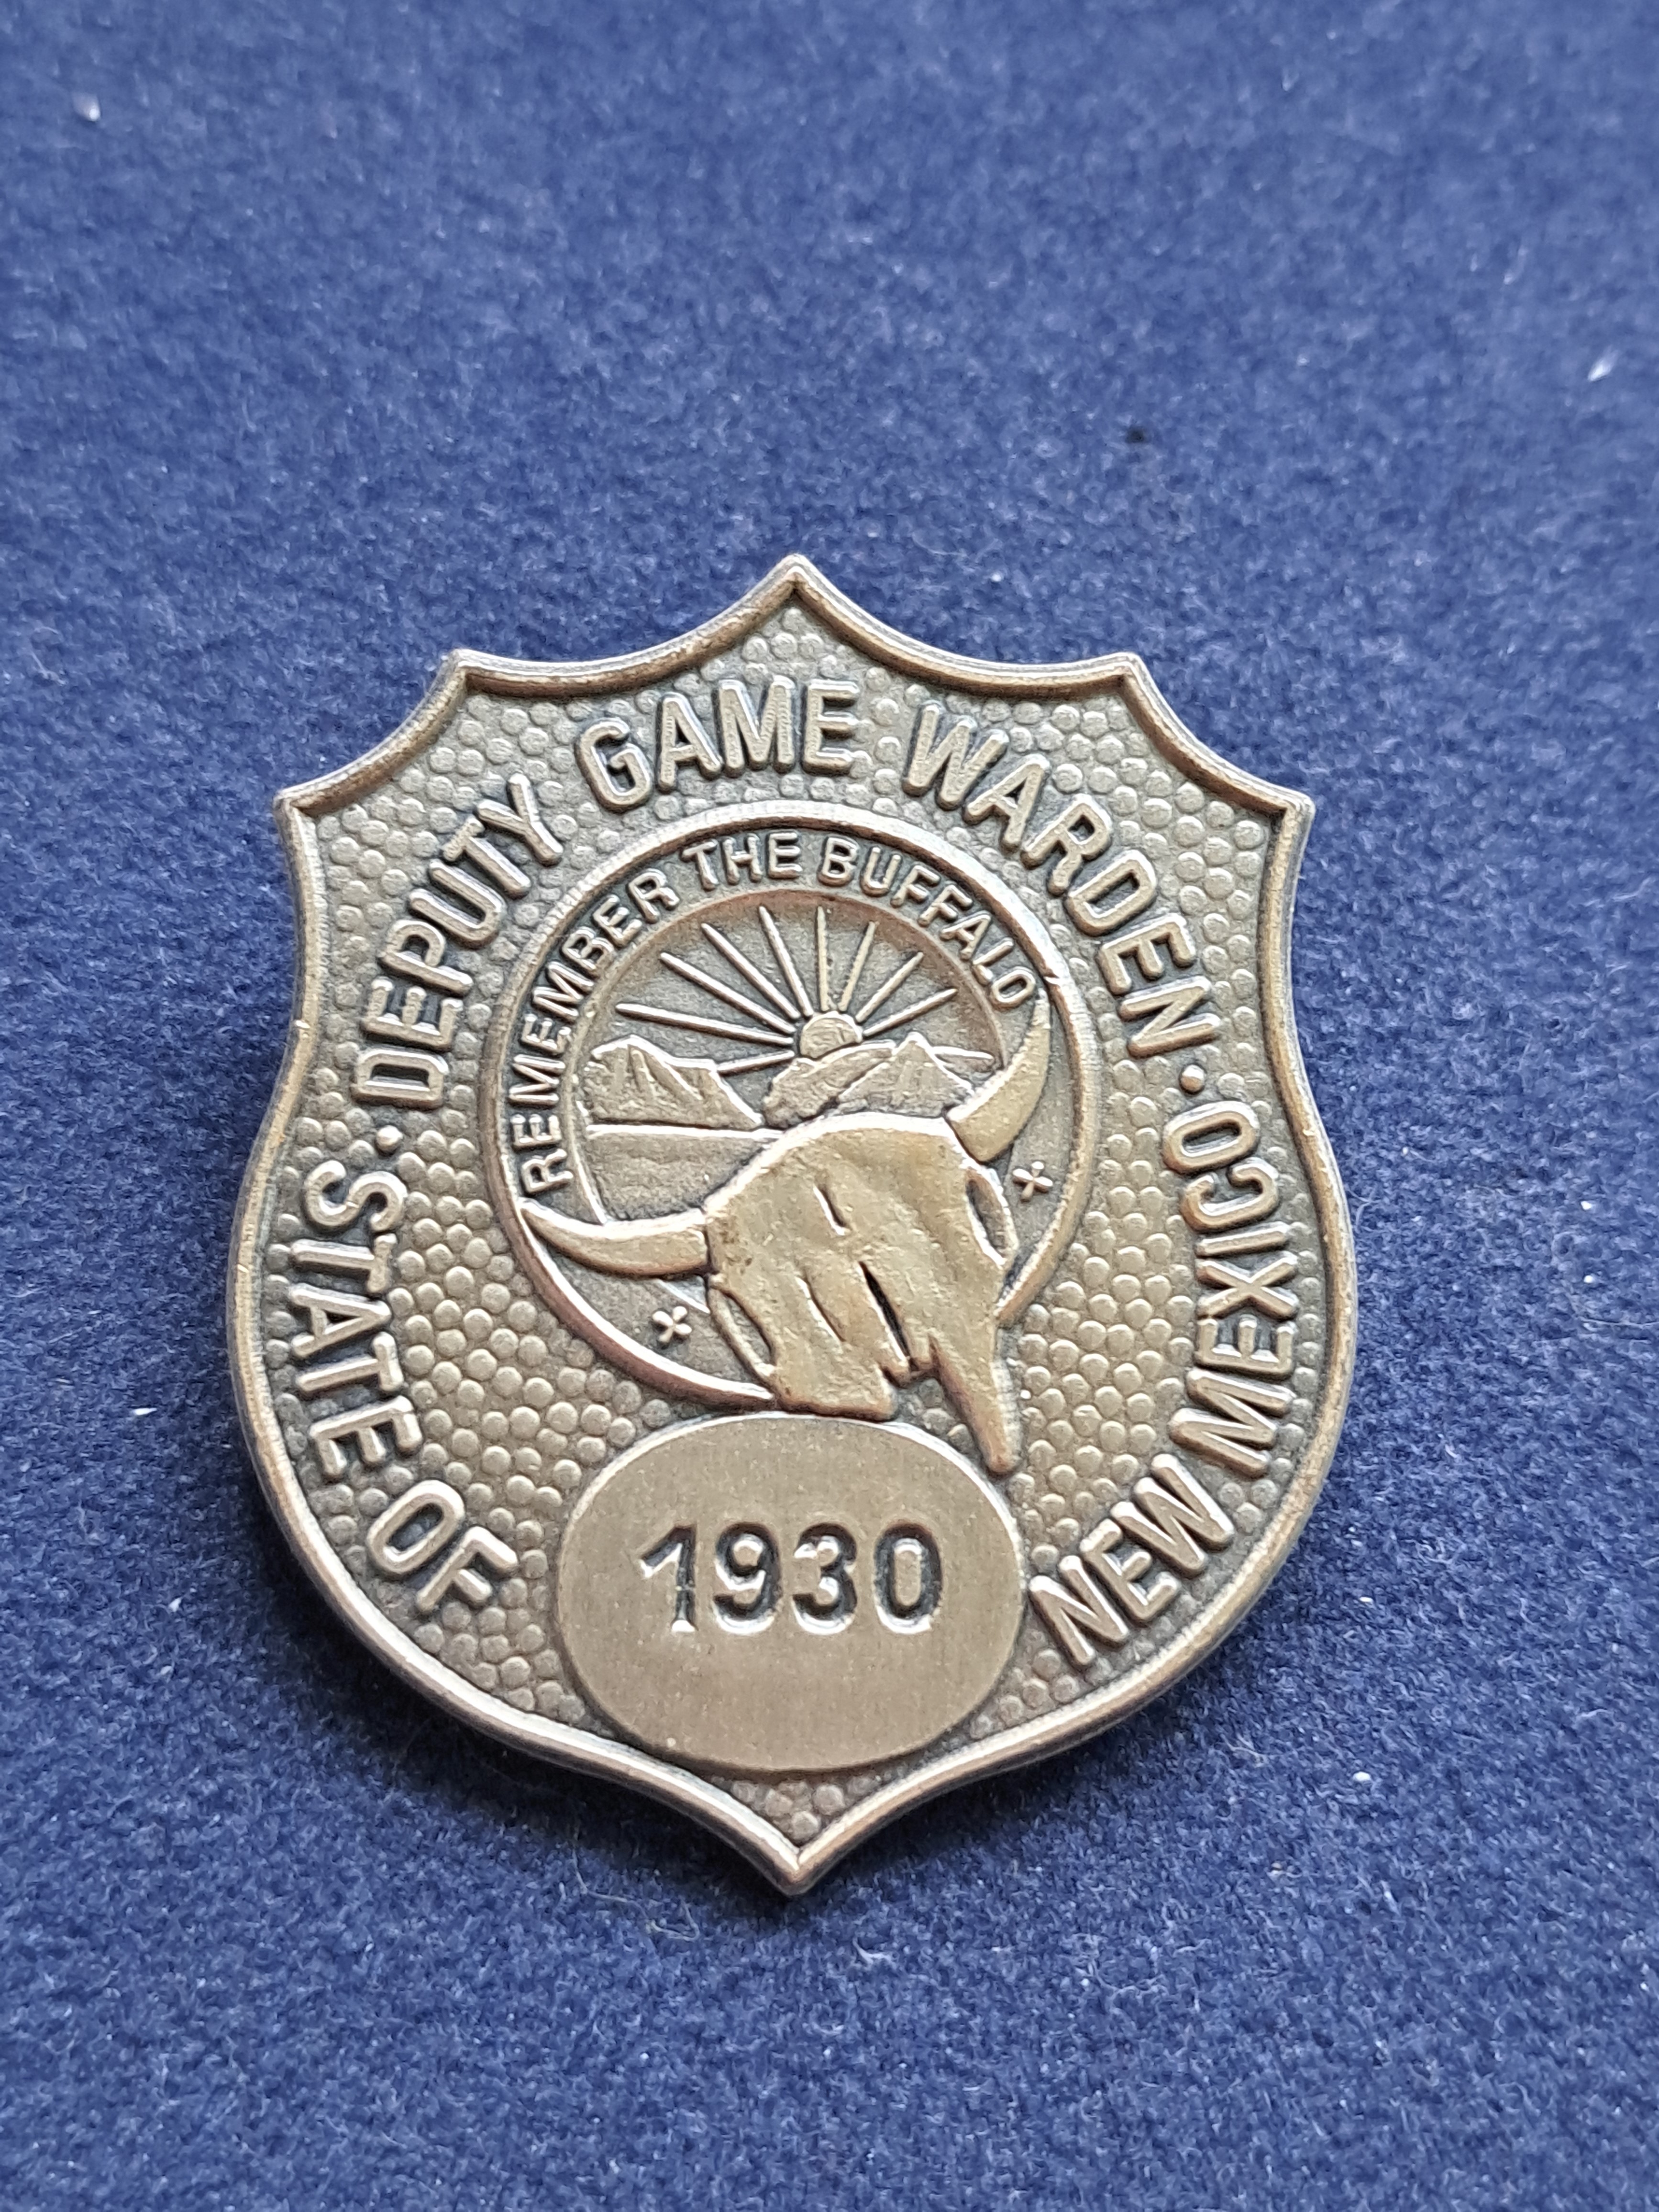 · DEPUTY GAME WARDEN ·
REMEMBER THE BUFFALO
STATE OF NEW MEXICO
1930